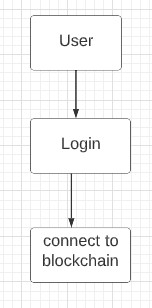 User
Login
connect to
blockchain